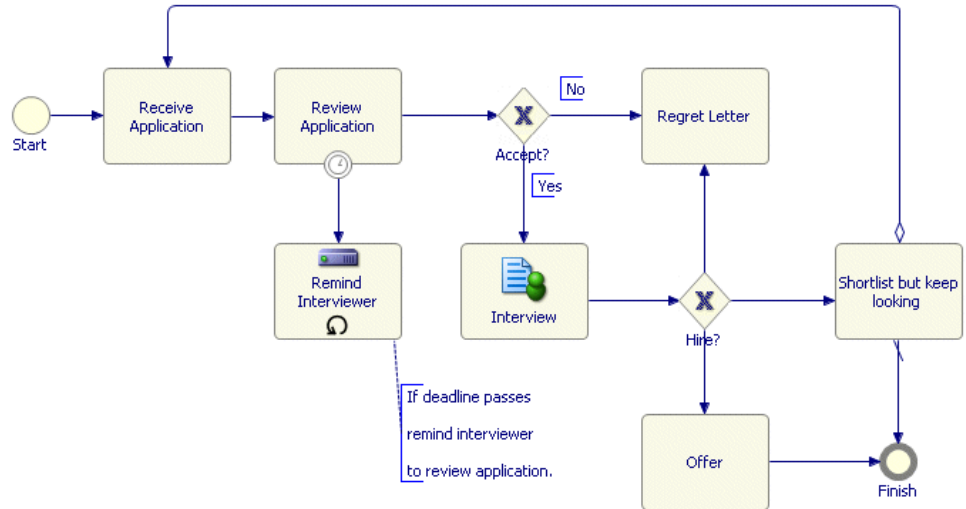 Start
Receive
Application
Review
Application
Accept?
No
Yes
Regret Letter
Remind
Interviewer
If deadline passes
remind interviewer
to review application.
Interview
Hire?
Shortlist but keep
looking
Offer
Finish